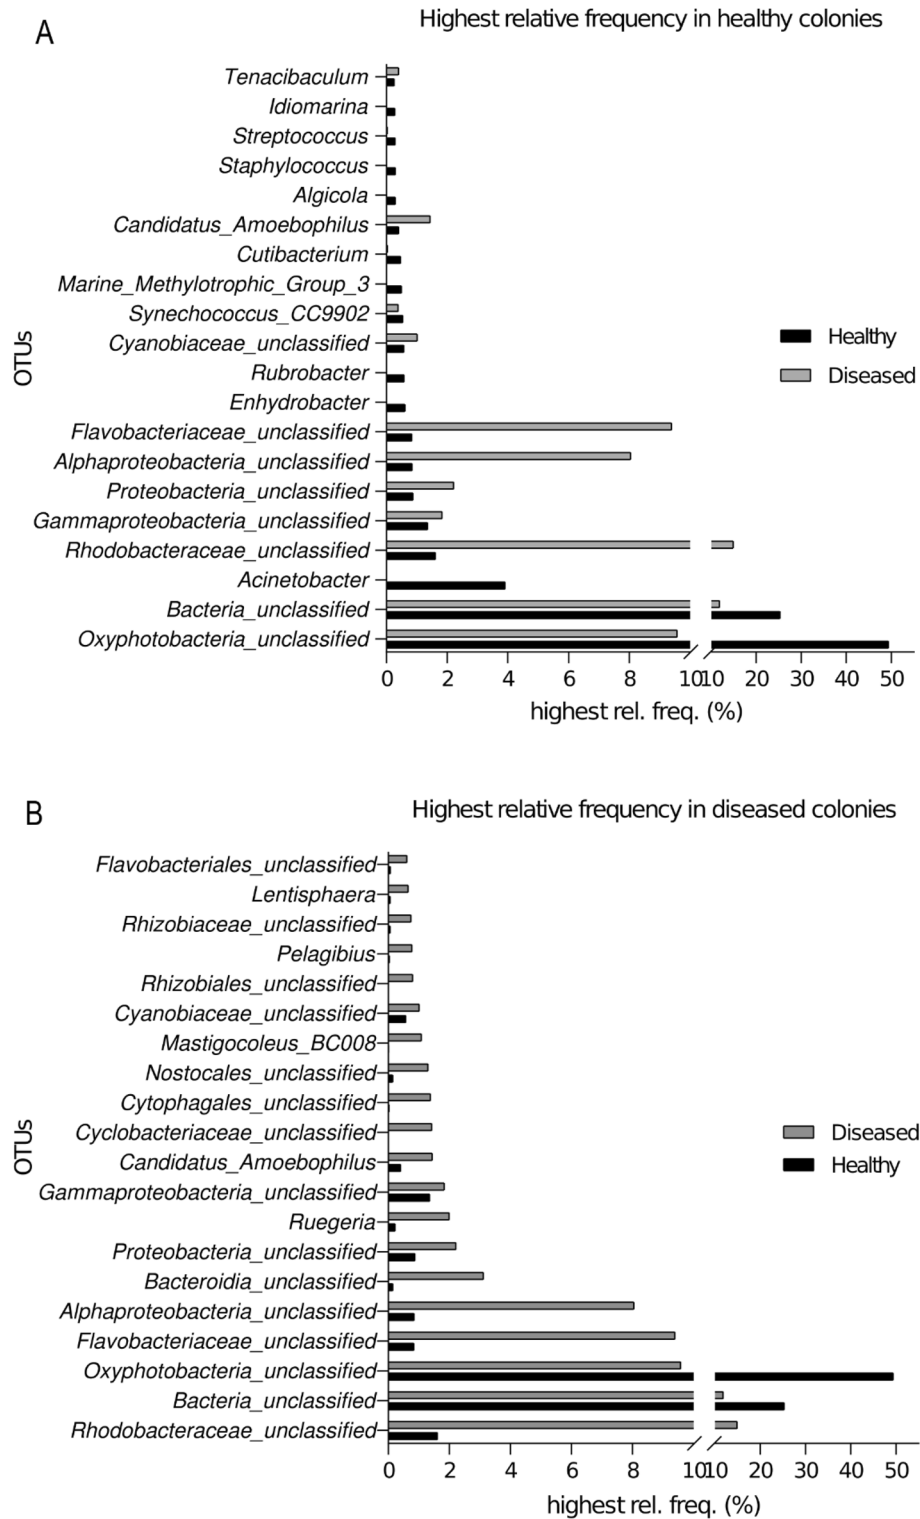 A
Highest relative frequency in healthy colonies
Tenacibaculum
Idiomarina
Streptococcus
Staphylococcus
Algicola
Candidatus_Amoebophilus
Cutibacterium
Marine_Methylotrophic_Group_3
Synechococcus_CC9902
Cyanobiaceae_unclassified
Rubrobacter
Enhydrobacter
Flavobacteriaceae_unclassified
Alphaproteobacteria_unclassified
Proteobacteria_unclassified
Gammaproteobacteria_unclassified
Rhodobacteraceae_unclassified
Acinetobacter
Bacteria_unclassified
Oxyphotobacteria_unclassified
OTUs
Healthy
Diseased
0 2 4 6 8 10 10 20 30 40 50
highest rel. freq. (%)
B
Highest relative frequency in diseased colonies
Flavobacteriales_unclassified
Lentisphaera
Rhizobiaceae_unclassified
Pelagibius
Rhizobiales_unclassified
Cyanobiaceae_unclassified
Mastigocoleus_BC008
Nostocales_unclassified
Cytophagales_unclassified
Cyclobacteriaceae_unclassified
Candidatus_Amoebophilus
Gammaproteobacteria_unclassified
Ruegeria
Proteobacteria_unclassified
Bacteroidia_unclassified
Alphaproteobacteria_unclassified
Flavobacteriaceae_unclassified
Oxyphotobacteria_unclassified
Bacteria_unclassified
Rhodobacteraceae_unclassified
OTUs
Diseased
Healthy
0 2 4 6 8 10 10 20 30 40 50
highest rel. freq. (%)